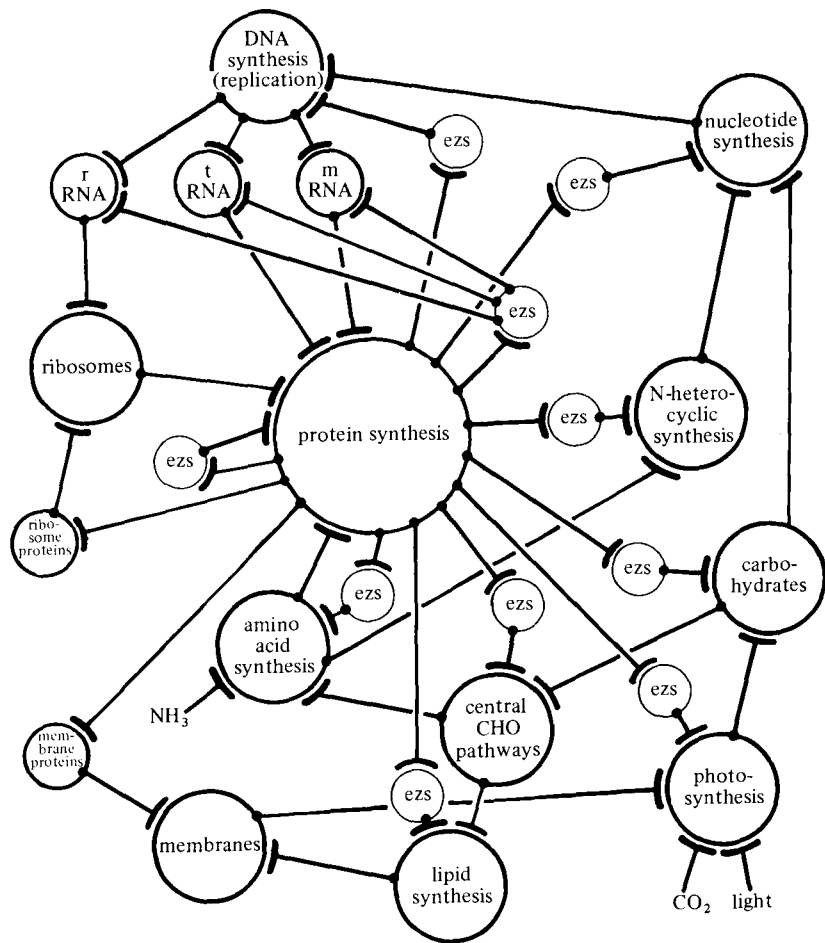 DNA
synthesis
(replication)
nucleotide
synthesis
ezs
ezs
r
RNA
t
RNA
m
RNA
ezs
ribosomes
N-hetero-
cyclic
synthesis
ezs
protein synthesis
ezs
ribo-
some
proteins
ezs
carbo-
hydrates
ezs
ezs
amino
acid
synthesis
ezs
NH₃
central
CHO
pathways
mem-
brane
proteins
photo-
synthesis
ezs
membranes
lipid
synthesis
CO₂ light